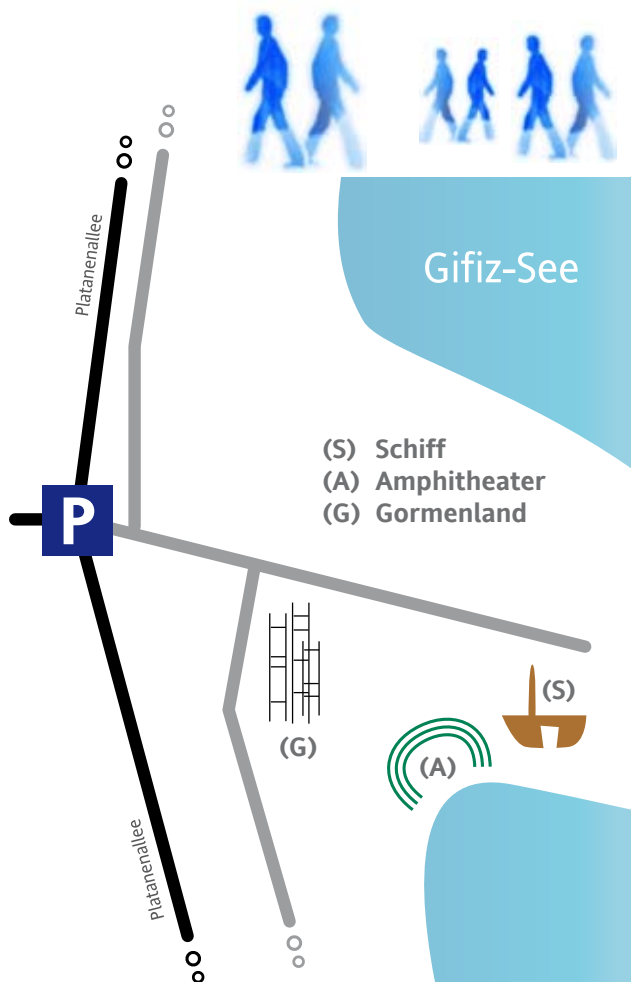 Platanenallee
Gifiz-See
(S) Schiff
(A) Amphitheater
(G) Gormenland
P
(S)
(G)
(A)
Platanenallee